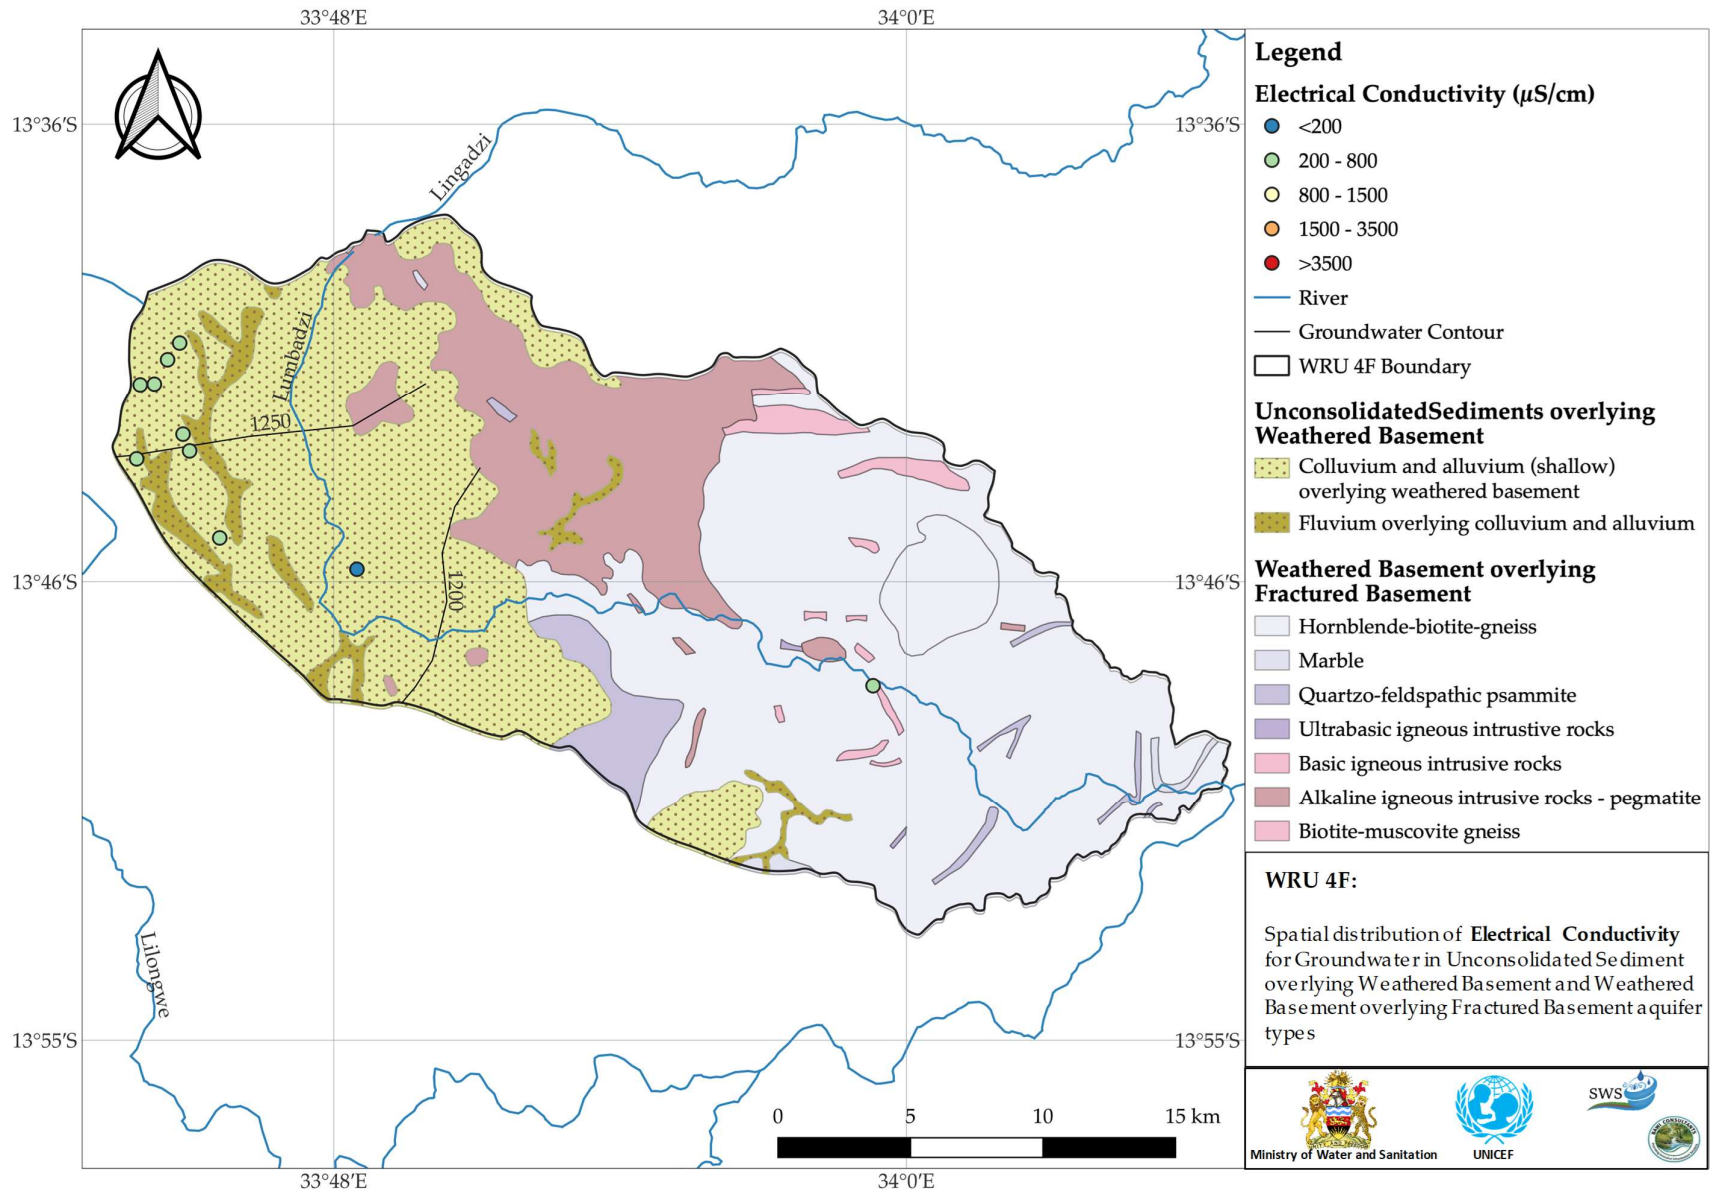 33°48'E
34°0'E
13°36'S
13°36'S
Lingadzi
Lumbadzi
1250
1200
13°46'S
13°46'S
Lilongwe
13°55'S
13°55'S
0 5 10 15 km
33°48'E
34°0'E
Legend
Electrical Conductivity (µS/cm)
<200
200 - 800
800 - 1500
1500 - 3500
>3500
River
Groundwater Contour
WRU 4F Boundary
UnconsolidatedSediments overlying
Weathered Basement
Colluvium and alluvium (shallow)
overlying weathered basement
Fluvium overlying colluvium and alluvium
Weathered Basement overlying
Fractured Basement
Hornblende-biotite-gneiss
Marble
Quartzo-feldspathic psammite
Ultrabasic igneous intrustive rocks
Basic igneous intrusive rocks
Alkaline igneous intrusive rocks - pegmatite
Biotite-muscovite gneiss
WRU 4F:
Spatial distribution of Electrical Conductivity
for Groundwater in Unconsolidated Sediment
overlying Weathered Basement and Weathered
Basement overlying Fractured Basement aquifer
types
Ministry of Water and Sanitation
UNICEF
SWS